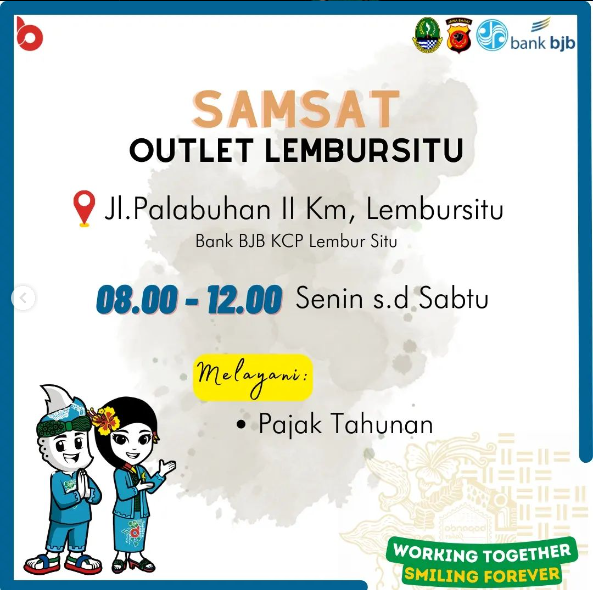 bank bjb
SAMSAT
OUTLET LEMBURSITU
Jl.Palabuhan II Km, Lembursitu
Bank BJB KCP Lembur Situ
08.00 - 12.00 Senin s.d Sabtu
Melayani:
• Pajak Tahunan
WORKING TOGETHER
SMILING FOREVER